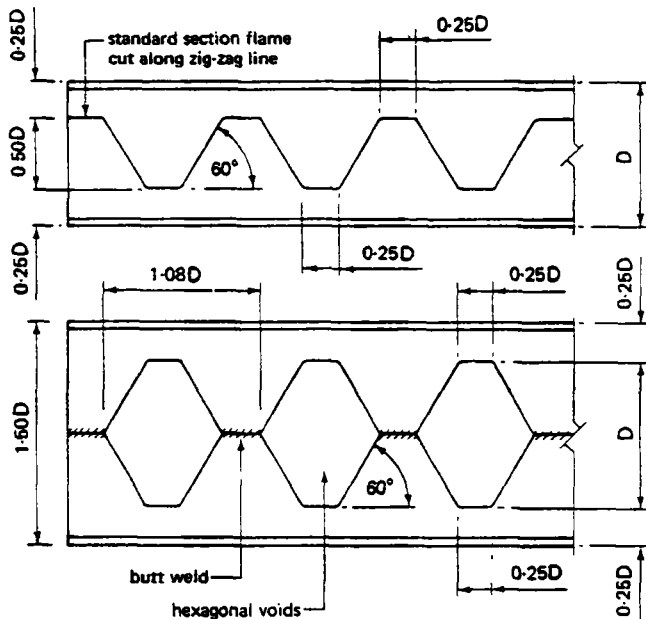 0·25D
standard section flame
cut along zig-zag line
0·25D
0·50D
60°
D
0·25D
0·25D
1·08D
0·25D
0·25D
1·60D
D
60°
butt weld
hexagonal voids
0·25D
0·25D